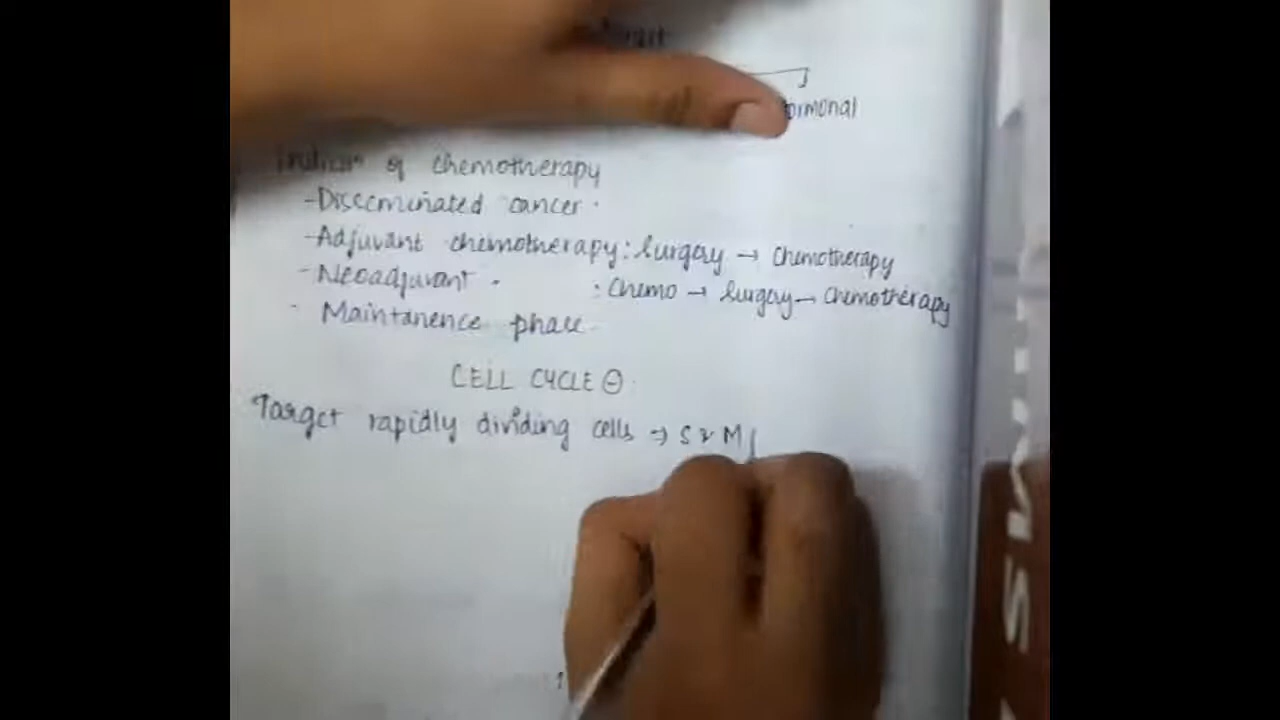 ormonal
of chemotherapy
-Disecminated cancer.
-Adjuvant chemotherapy: Surgery → Chemotherapy
-Neoadjuvant - : Chemo → Surgery → Chemotherapy
- Maintanence phase
CELL CYCLE ⊖
Target rapidly dividing cells → S & M